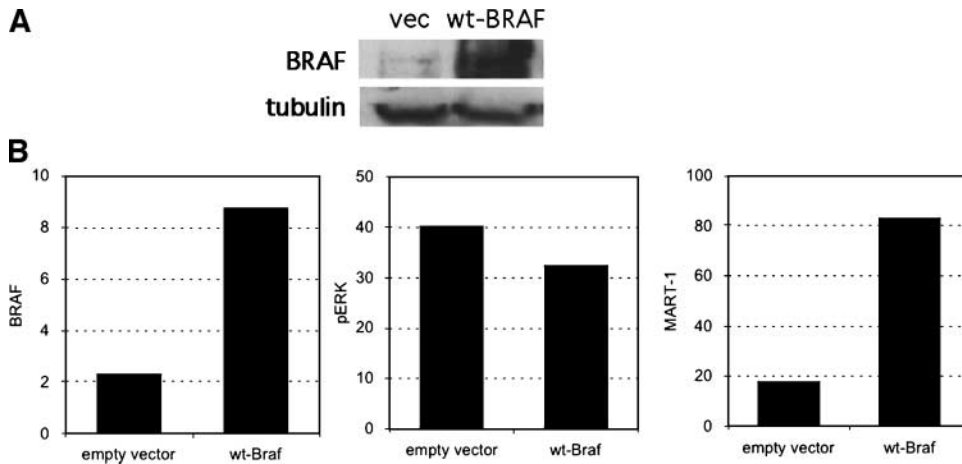 A
vec wt-BRAF
BRAF
tubulin
B
10
8
6
4
2
0
BRAF
empty vector wt-Braf
50
40
30
20
10
0
pERK
empty vector wt-Braf
100
80
60
40
20
0
MART-1
empty vector wt-Braf